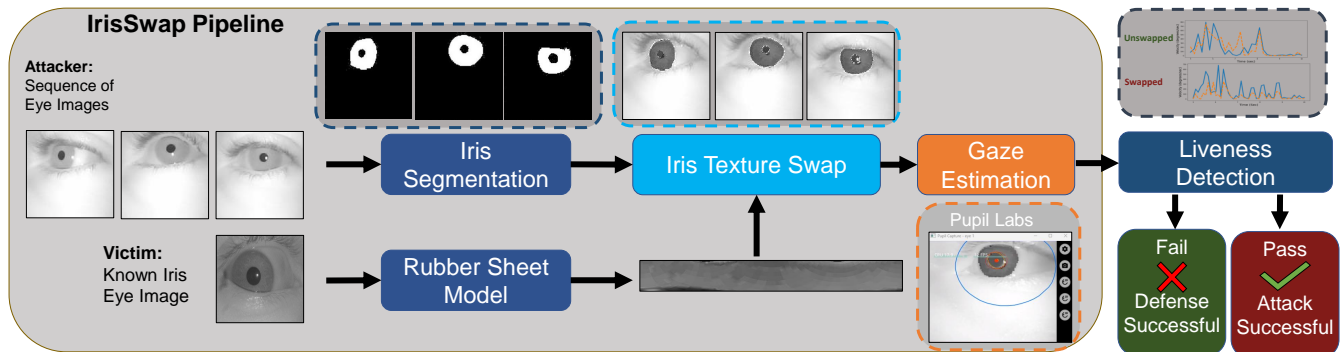 IrisSwap Pipeline
Attacker:
Sequence of
Eye Images
Iris
Segmentation
Iris Texture Swap
Gaze
Estimation
Liveness
Detection
Unswapped
Swapped
Victim:
Known Iris
Eye Image
Rubber Sheet
Model
Pupil Labs
Fail
Defense
Successful
Pass
Attack
Successful